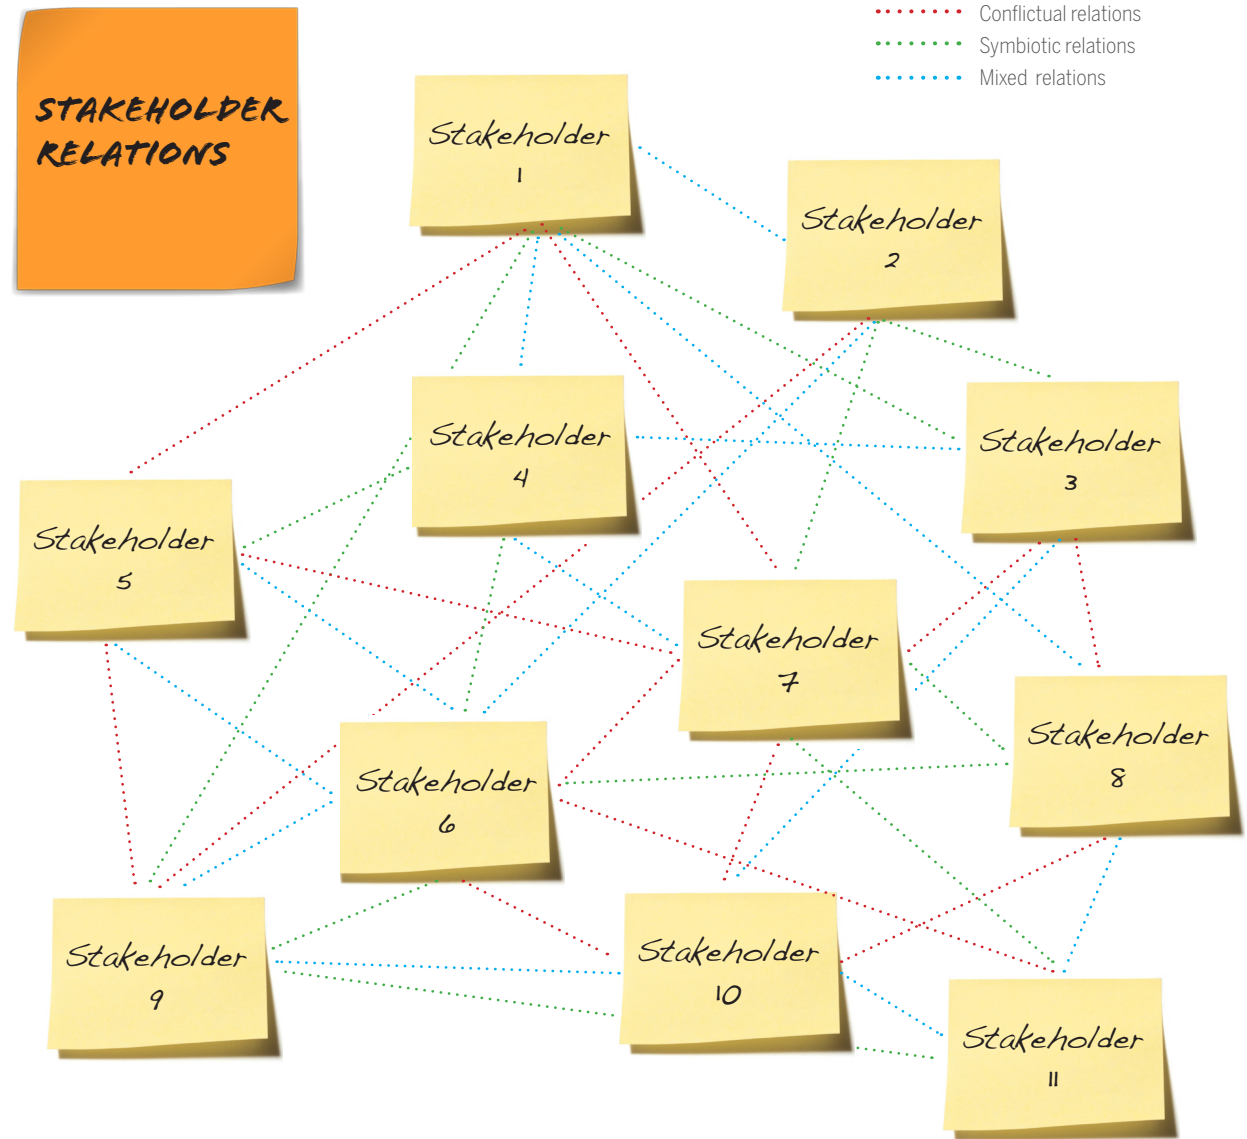 STAKEHOLDER
RELATIONS
Conflictual relations
Symbiotic relations
Mixed relations
Stakeholder
1
Stakeholder
2
Stakeholder
4
Stakeholder
3
Stakeholder
5
Stakeholder
7
Stakeholder
8
Stakeholder
6
Stakeholder
9
Stakeholder
10
Stakeholder
11